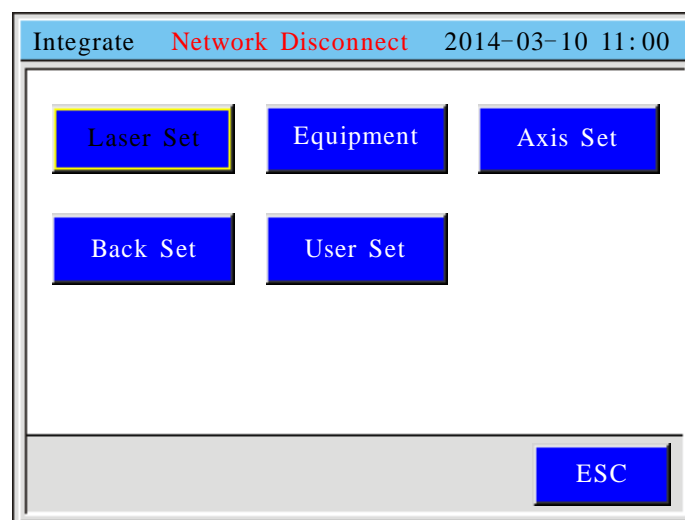 Integrate Network Disconnect 2014-03-10 11:00
Laser Set Equipment Axis Set
Back Set User Set
ESC